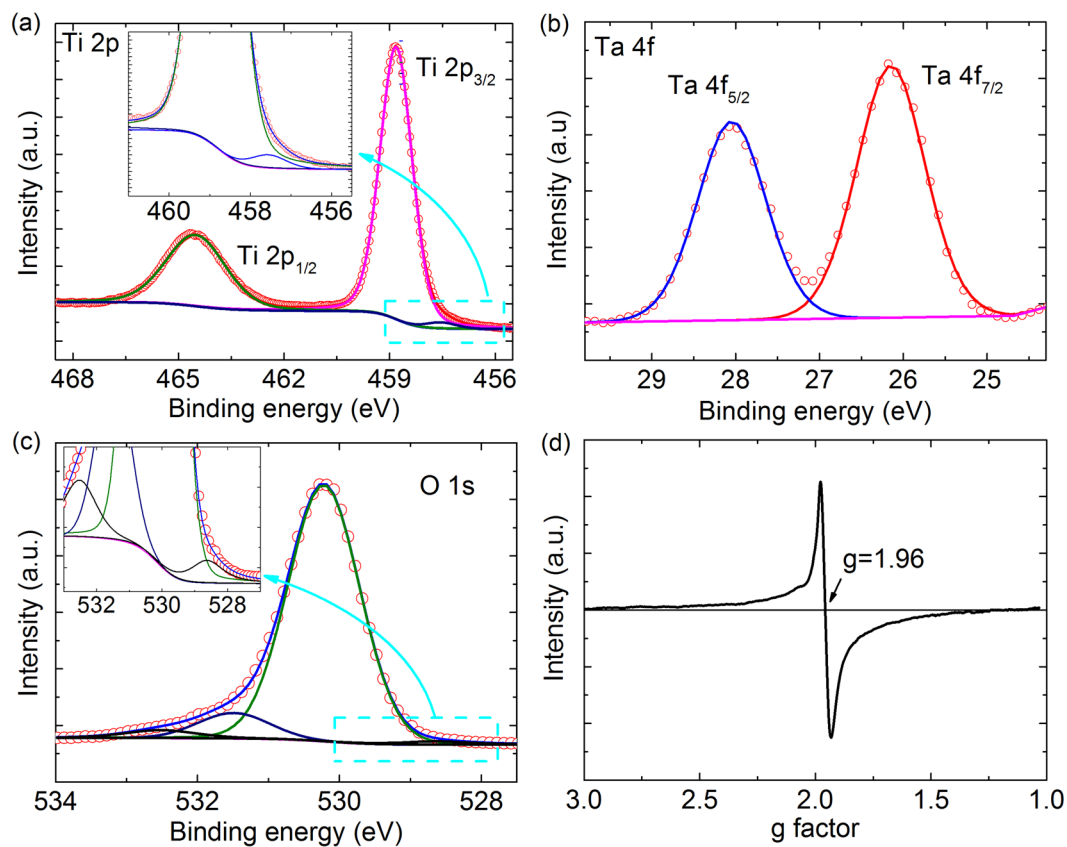 (a)
Ti 2p
Ti 2p3/2
460 458 456
Ti 2p1/2
Intensity (a.u.)
468 465 462 459 456
Binding energy (eV)
(b)
Ta 4f
Ta 4f5/2
Ta 4f7/2
Intensity (a.u)
29 28 27 26 25
Binding energy (eV)
(c)
O 1s
532 530 528
Intensity (a.u.)
534 532 530 528
Binding energy (eV)
(d)
g=1.96
Intensity (a.u.)
3.0 2.5 2.0 1.5 1.0
g factor